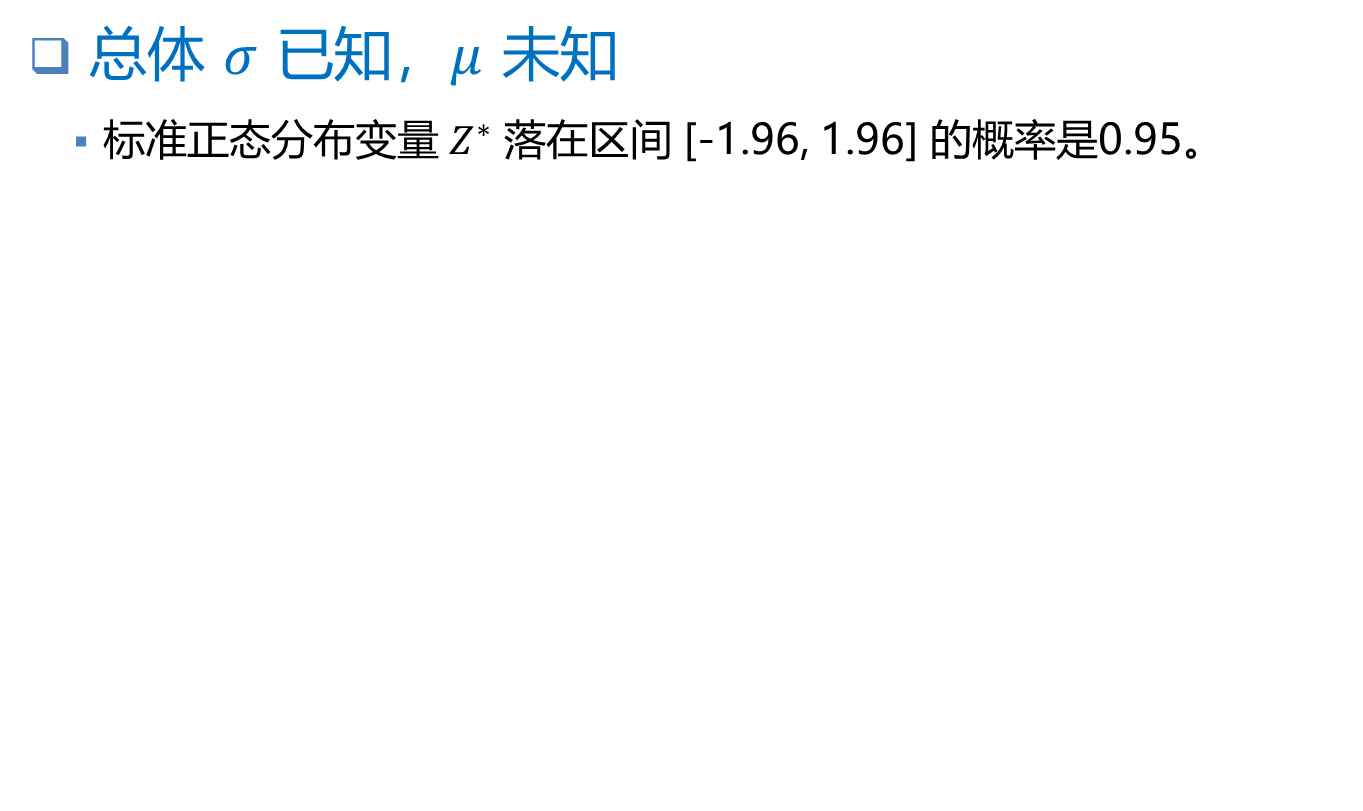 ❑ 总体 𝜎 已知，𝜇 未知
▪ 标准正态分布变量 𝑍* 落在区间 [-1.96, 1.96] 的概率是0.95。